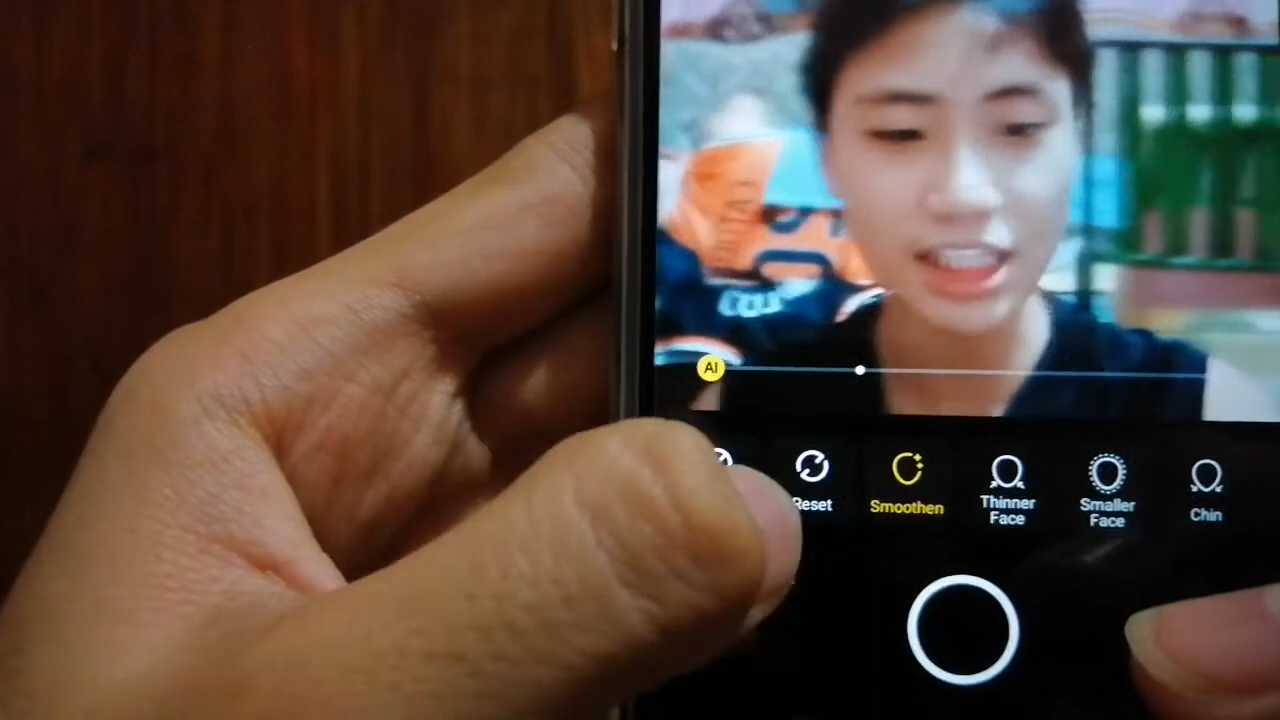 AI
Reset
Smoothen
Thinner
Face
Smaller
Face
Chin